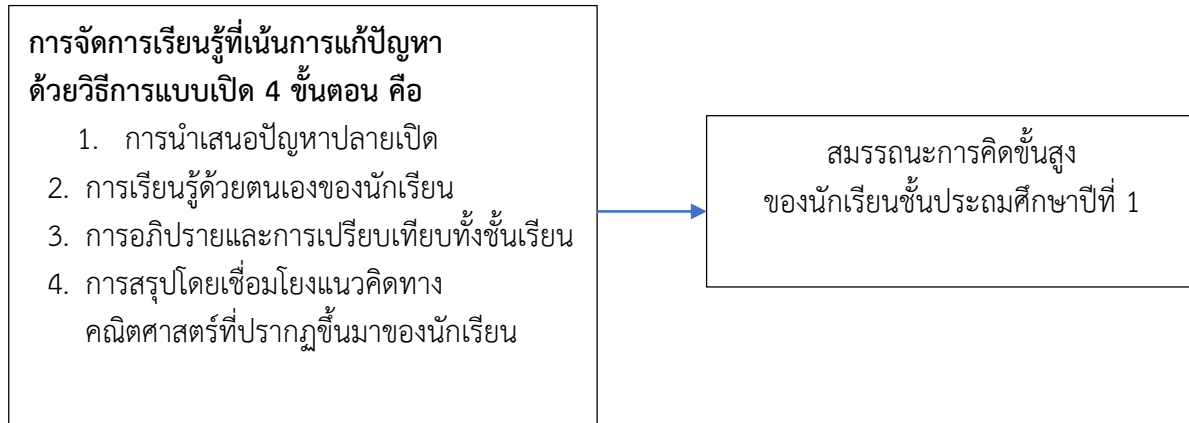 การจัดการเรียนรู้ที่เน้นการแก้ปัญหา
ด้วยวิธีการแบบเปิด 4 ขั้นตอน คือ
1. การนำเสนอปัญหาปลายเปิด
2. การเรียนรู้ด้วยตนเองของนักเรียน
3. การอภิปรายและการเปรียบเทียบทั้งชั้นเรียน
4. การสรุปโดยเชื่อมโยงแนวคิดทาง
คณิตศาสตร์ที่ปรากฏขึ้นมาของนักเรียน
สมรรถนะการคิดขั้นสูง
ของนักเรียนชั้นประถมศึกษาปีที่ 1